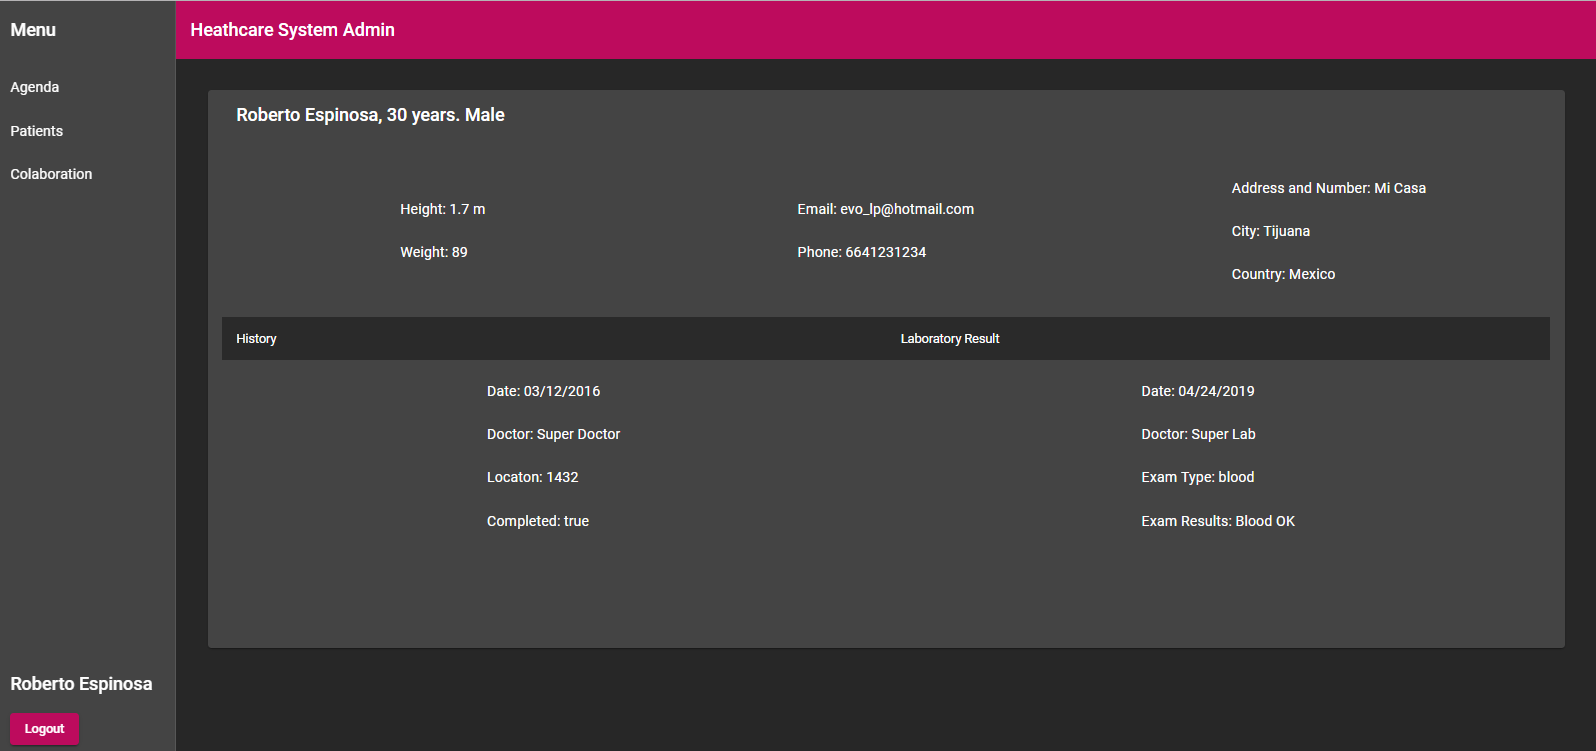 Menu
Heathcare System Admin
Agenda
Patients
Colaboration
Roberto Espinosa, 30 years. Male
Height: 1.7 m
Weight: 89
Email: evo_lp@hotmail.com
Phone: 6641231234
Address and Number: Mi Casa
City: Tijuana
Country: Mexico
History
Laboratory Result
Date: 03/12/2016
Doctor: Super Doctor
Locaton: 1432
Completed: true
Date: 04/24/2019
Doctor: Super Lab
Exam Type: blood
Exam Results: Blood OK
Roberto Espinosa
Logout